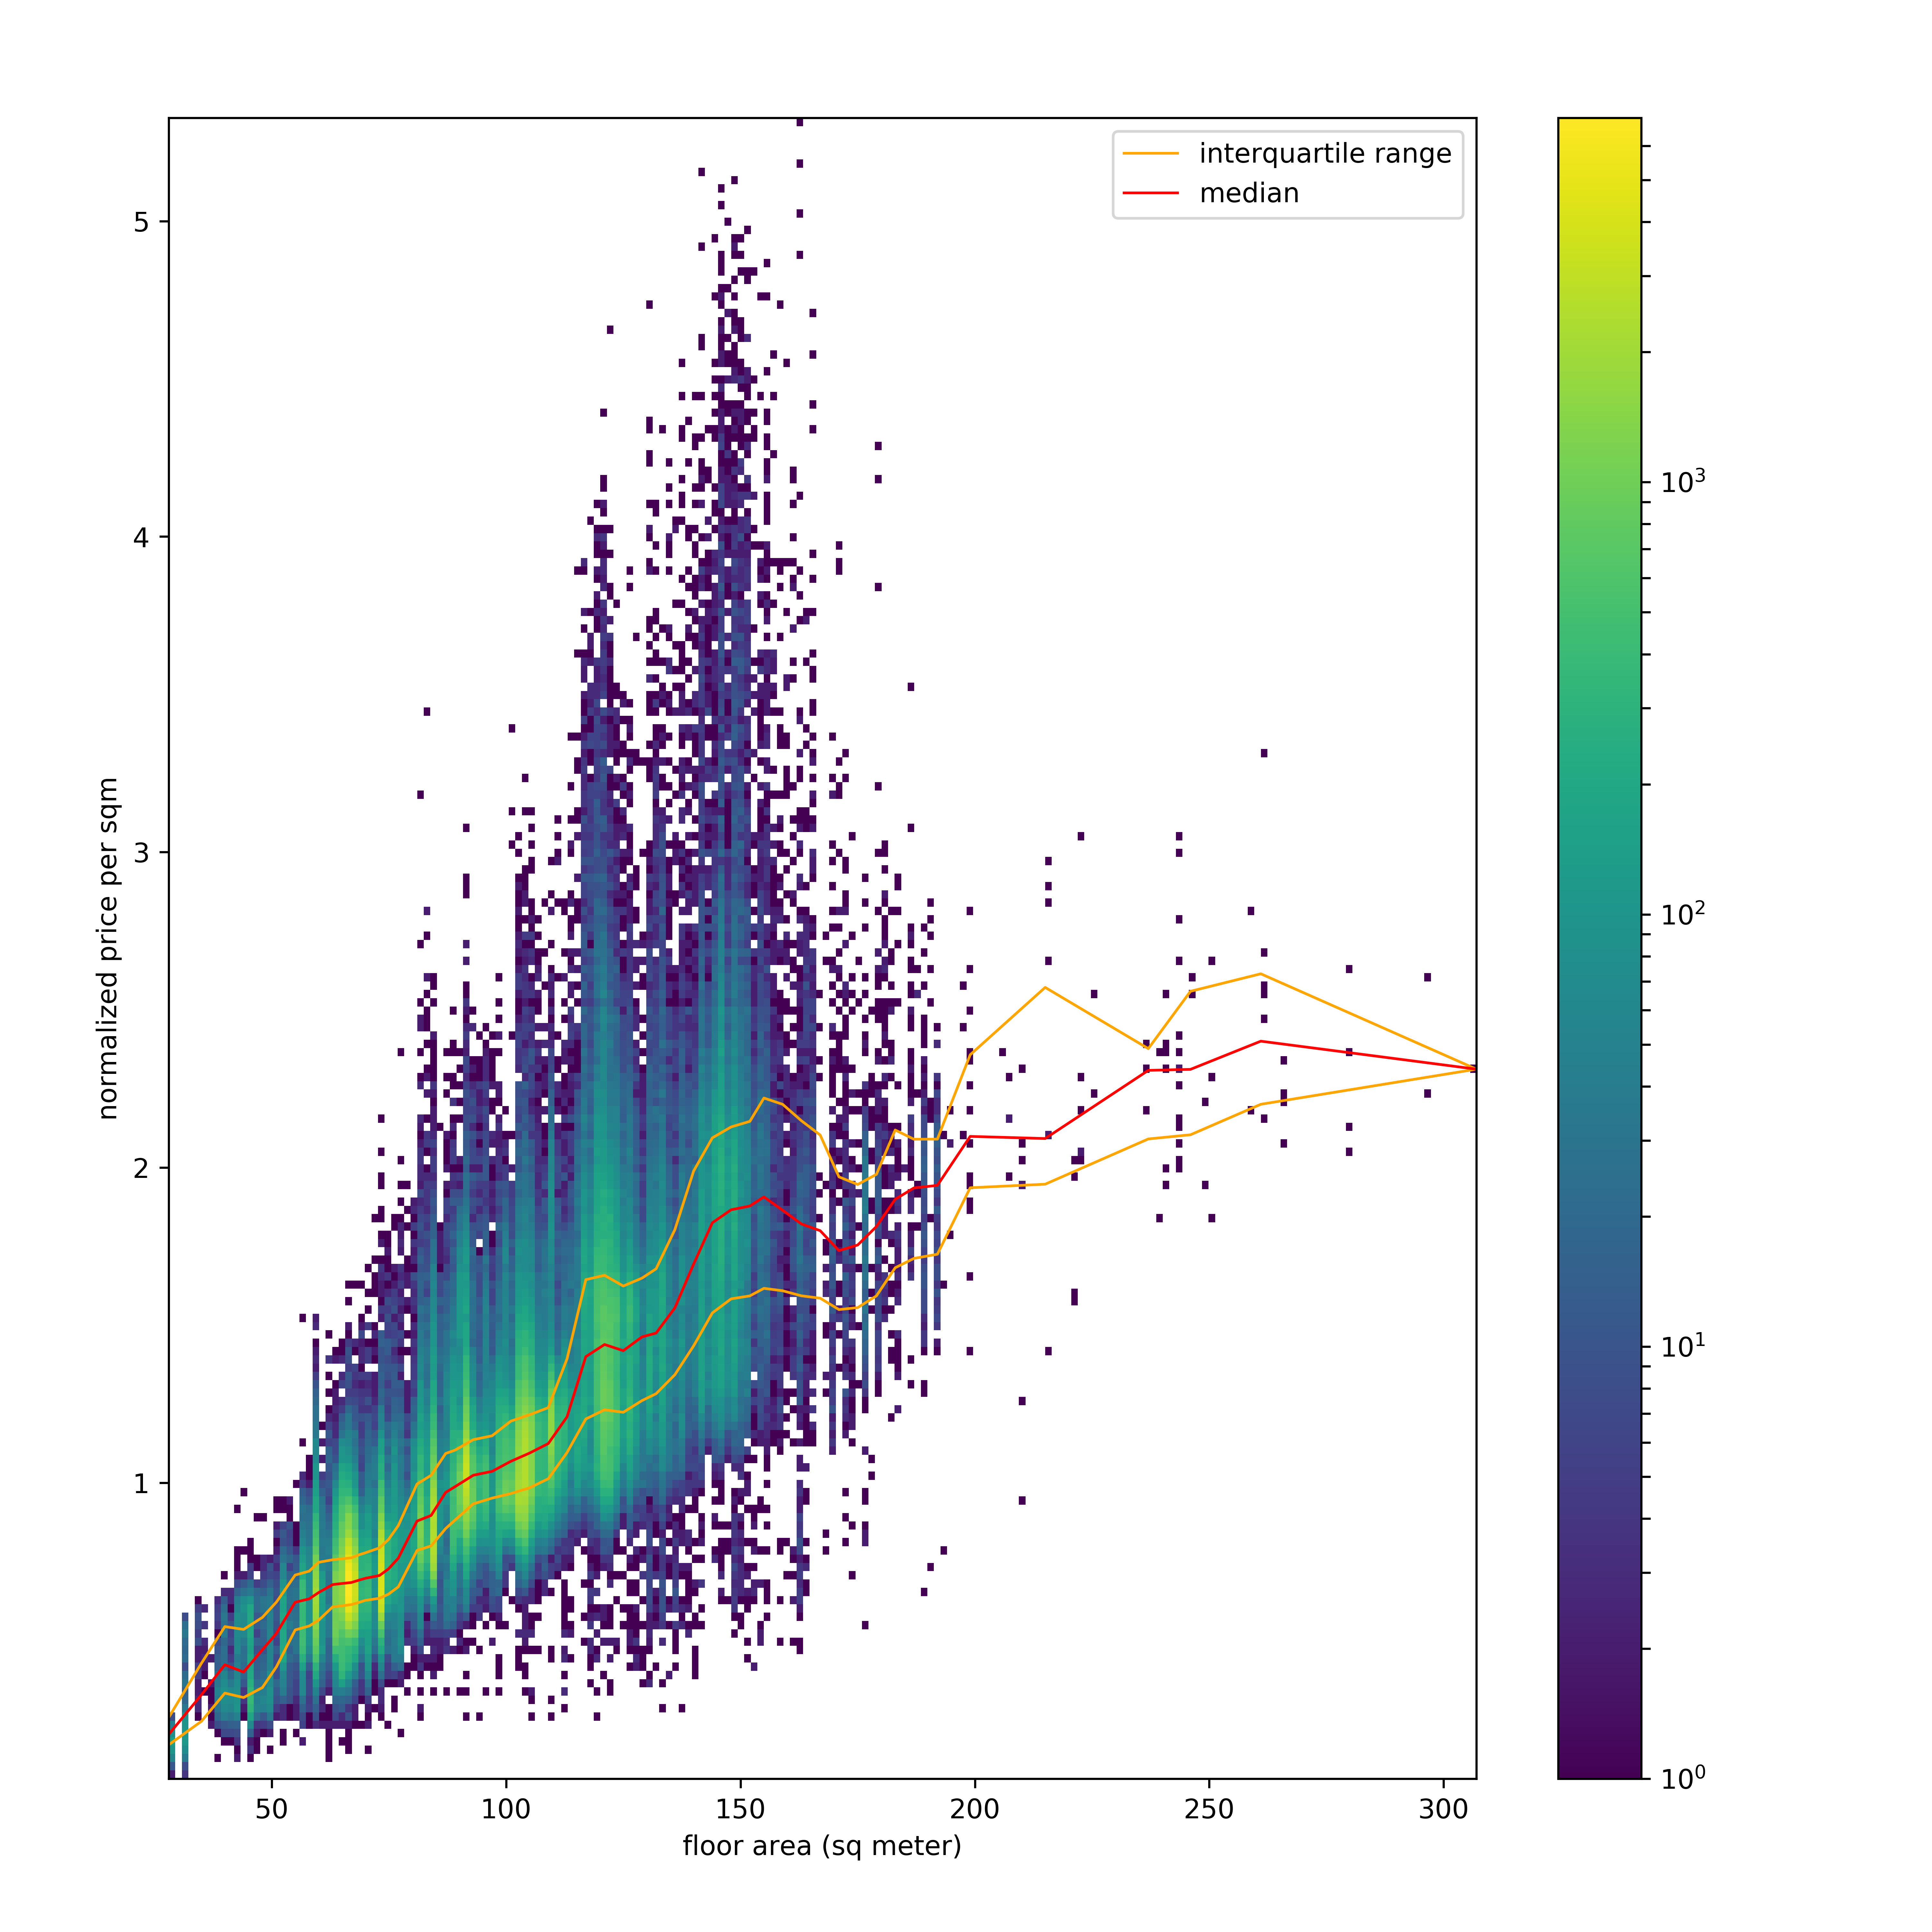 interquartile range
median
5
4
3
2
1
normalized price per sqm
50 100 150 200 250 300
floor area (sq meter)
10³
10²
10¹
10⁰